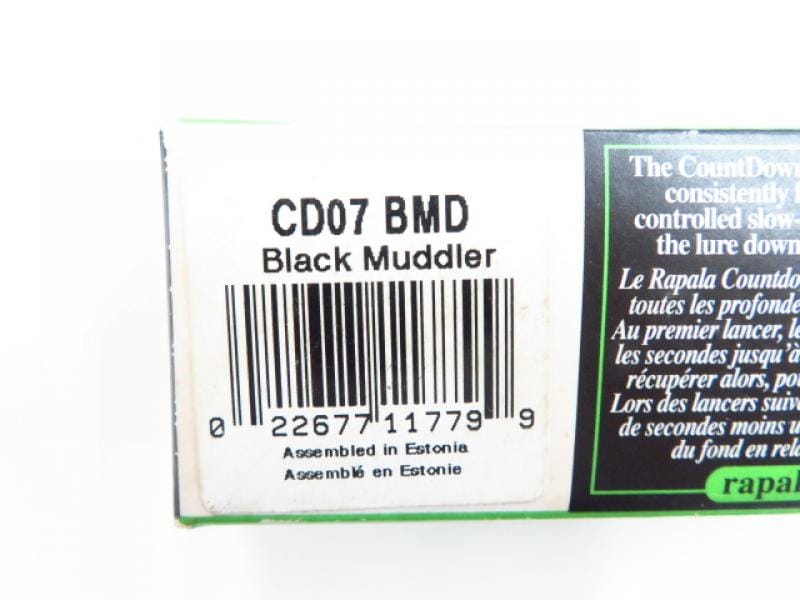 CD07 BMD
Black Muddler
0 22677 11779 9
Assembled in Estonia
Assemblé en Estonie
The CountDown
consistently
controlled slow-
the lure down
Le Rapala Countdo
toutes les profonde
Au premier lancer, le
les secondes jusqu'à
récupérer alors, pou
Lors des lancers suiv
de secondes moins u
du fond en rela
rapal